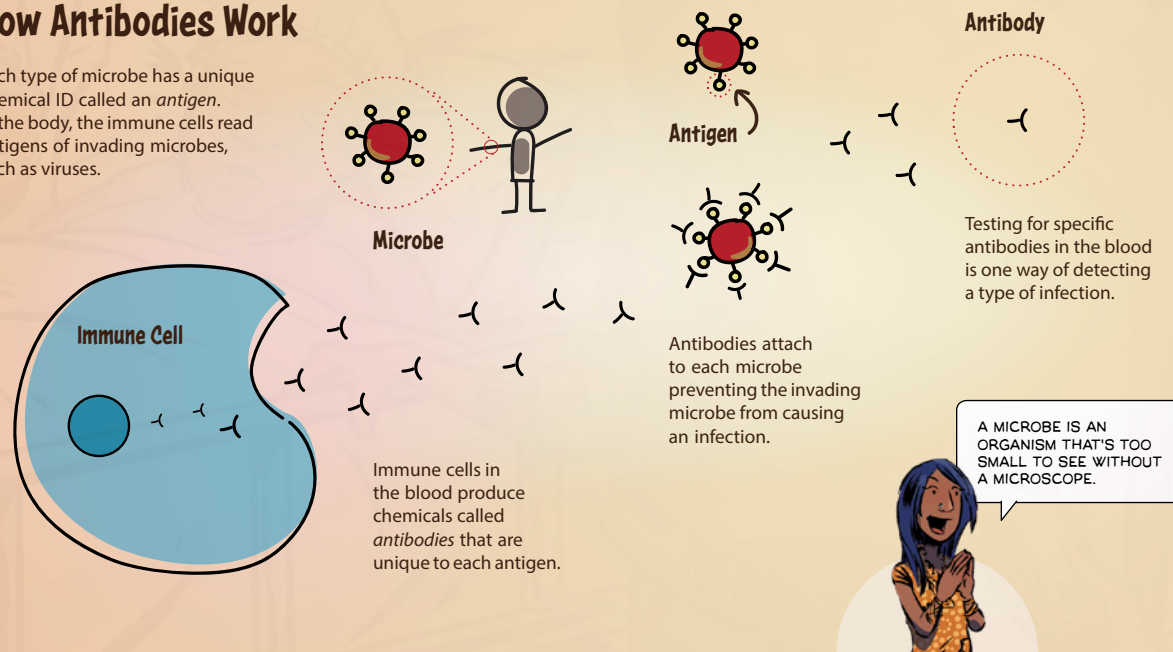 ow Antibodies Work
ch type of microbe has a unique
emical ID called an antigen.
the body, the immune cells read
tigens of invading microbes,
ch as viruses.
Microbe
Antigen
Antibodies attach
to each microbe
preventing the invading
microbe from causing
an infection.
Antibody
Testing for specific
antibodies in the blood
is one way of detecting
a type of infection.
Immune Cell
Immune cells in
the blood produce
chemicals called
antibodies that are
unique to each antigen.
A MICROBE IS AN
ORGANISM THAT'S TOO
SMALL TO SEE WITHOUT
A MICROSCOPE.